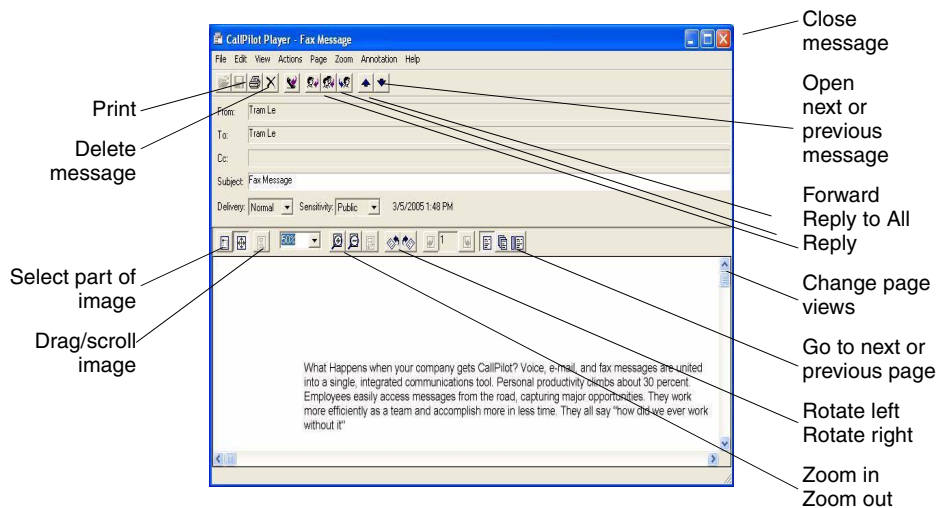 CallPilot Player - Fax Message
File Edit View Actions Page Zoom Annotation Help
From: Tram Le
To: Tram Le
Cc:
Subject: Fax Message
Delivery: Normal Sensitivity: Public 3/5/2005 1:48 PM
50% 1
What Happens when your company gets CallPilot? Voice, e-mail, and fax messages are united
into a single, integrated communications tool. Personal productivity climbs about 30 percent.
Employees easily access messages from the road, capturing major opportunities. They work
more efficiently as a team and accomplish more in less time. They all say "how did we ever work
without it"
Print
Delete
message
Select part of
image
Drag/scroll
image
Close
message
Open
next or
previous
message
Forward
Reply to All
Reply
Change page
views
Go to next or
previous page
Rotate left
Rotate right
Zoom in
Zoom out